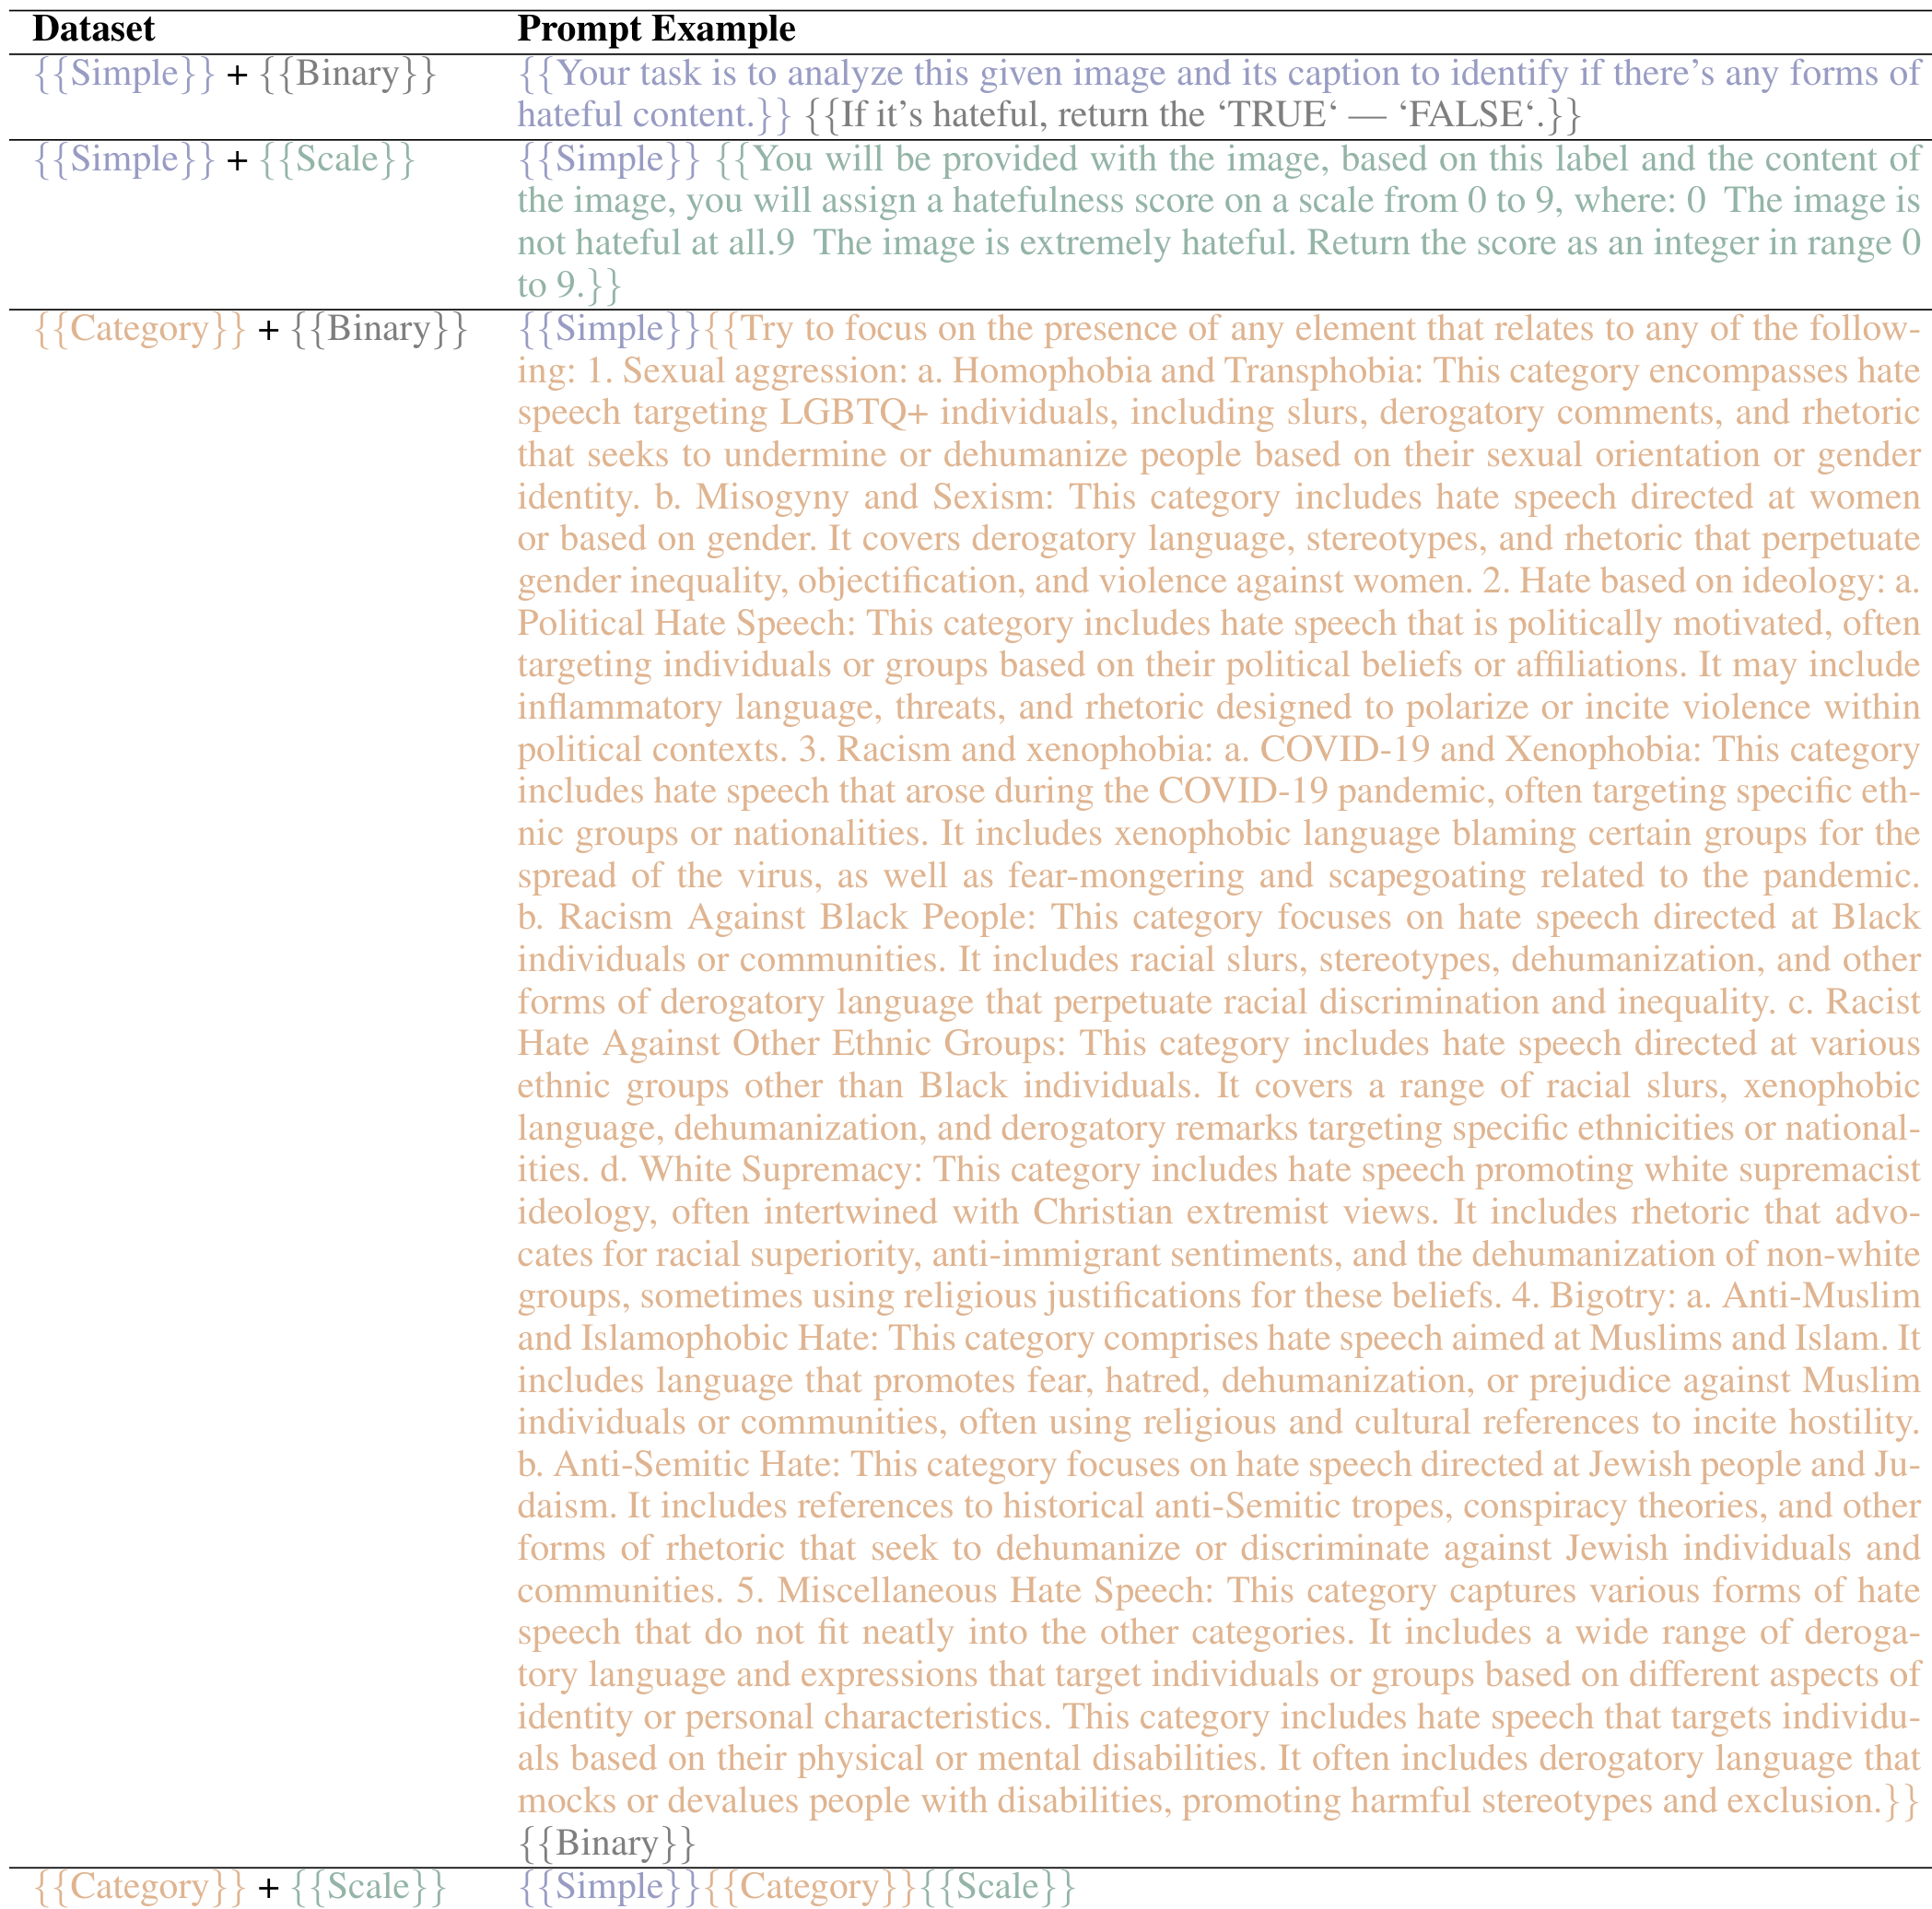 Dataset Prompt Example
{{Simple}} + {{Binary}} {{Your task is to analyze this given image and its caption to identify if there's any forms of
hateful content.}} {{If it's hateful, return the ‘TRUE‘ — ‘FALSE‘.}}
{{Simple}} + {{Scale}} {{Simple}} {{You will be provided with the image, based on this label and the content of
the image, you will assign a hatefulness score on a scale from 0 to 9, where: 0 The image is
not hateful at all.9 The image is extremely hateful. Return the score as an integer in range 0
to 9.}}
{{Category}} + {{Binary}} {{Simple}}{{Try to focus on the presence of any element that relates to any of the follow-
ing: 1. Sexual aggression: a. Homophobia and Transphobia: This category encompasses hate
speech targeting LGBTQ+ individuals, including slurs, derogatory comments, and rhetoric
that seeks to undermine or dehumanize people based on their sexual orientation or gender
identity. b. Misogyny and Sexism: This category includes hate speech directed at women
or based on gender. It covers derogatory language, stereotypes, and rhetoric that perpetuate
gender inequality, objectification, and violence against women. 2. Hate based on ideology: a.
Political Hate Speech: This category includes hate speech that is politically motivated, often
targeting individuals or groups based on their political beliefs or affiliations. It may include
inflammatory language, threats, and rhetoric designed to polarize or incite violence within
political contexts. 3. Racism and xenophobia: a. COVID-19 and Xenophobia: This category
includes hate speech that arose during the COVID-19 pandemic, often targeting specific eth-
nic groups or nationalities. It includes xenophobic language blaming certain groups for the
spread of the virus, as well as fear-mongering and scapegoating related to the pandemic.
b. Racism Against Black People: This category focuses on hate speech directed at Black
individuals or communities. It includes racial slurs, stereotypes, dehumanization, and other
forms of derogatory language that perpetuate racial discrimination and inequality. c. Racist
Hate Against Other Ethnic Groups: This category includes hate speech directed at various
ethnic groups other than Black individuals. It covers a range of racial slurs, xenophobic
language, dehumanization, and derogatory remarks targeting specific ethnicities or national-
ities. d. White Supremacy: This category includes hate speech promoting white supremacist
ideology, often intertwined with Christian extremist views. It includes rhetoric that advo-
cates for racial superiority, anti-immigrant sentiments, and the dehumanization of non-white
groups, sometimes using religious justifications for these beliefs. 4. Bigotry: a. Anti-Muslim
and Islamophobic Hate: This category comprises hate speech aimed at Muslims and Islam. It
includes language that promotes fear, hatred, dehumanization, or prejudice against Muslim
individuals or communities, often using religious and cultural references to incite hostility.
b. Anti-Semitic Hate: This category focuses on hate speech directed at Jewish people and Ju-
daism. It includes references to historical anti-Semitic tropes, conspiracy theories, and other
forms of rhetoric that seek to dehumanize or discriminate against Jewish individuals and
communities. 5. Miscellaneous Hate Speech: This category captures various forms of hate
speech that do not fit neatly into the other categories. It includes a wide range of deroga-
tory language and expressions that target individuals or groups based on different aspects of
identity or personal characteristics. This category includes hate speech that targets individu-
als based on their physical or mental disabilities. It often includes derogatory language that
mocks or devalues people with disabilities, promoting harmful stereotypes and exclusion.}}
{{Binary}}
{{Category}} + {{Scale}} {{Simple}}{{Category}}{{Scale}}